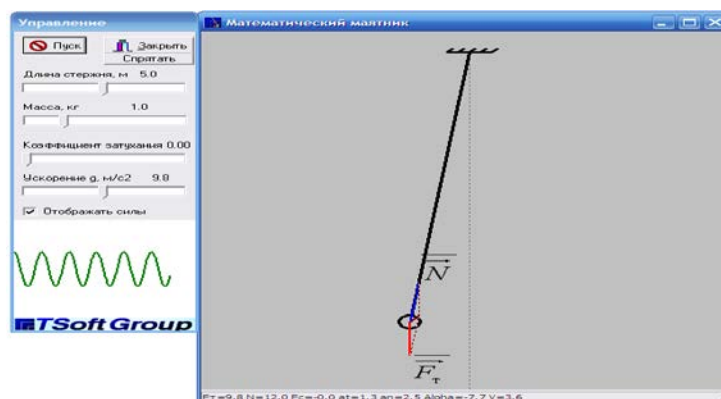 Управление
Пуск
Закрыть
Спрятать
Длина стержня, м 5.0
Масса, кг 1.0
Коэффициент затухания 0.00
Ускорение g, м/с2 9.8
Отображать силы
TSoft Group
Математический маятник
N
Fт
Fт=9.8 N=12.0 Fc=-0.0 at=1.3 an=2.5 Alpha=-7.7 V=3.6